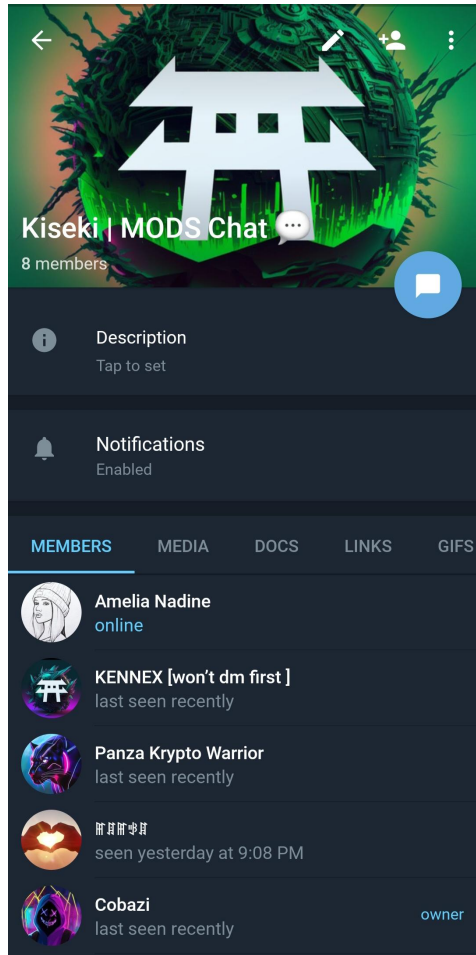 Kiseki | MODS Chat 💬
8 members
Description
Tap to set
Notifications
Enabled
MEMBERS MEDIA DOCS LINKS GIFS
Amelia Nadine
online
KENNEX [won't dm first ]
last seen recently
Panza Krypto Warrior
last seen recently
seen yesterday at 9:08 PM
Cobazi
last seen recently
owner